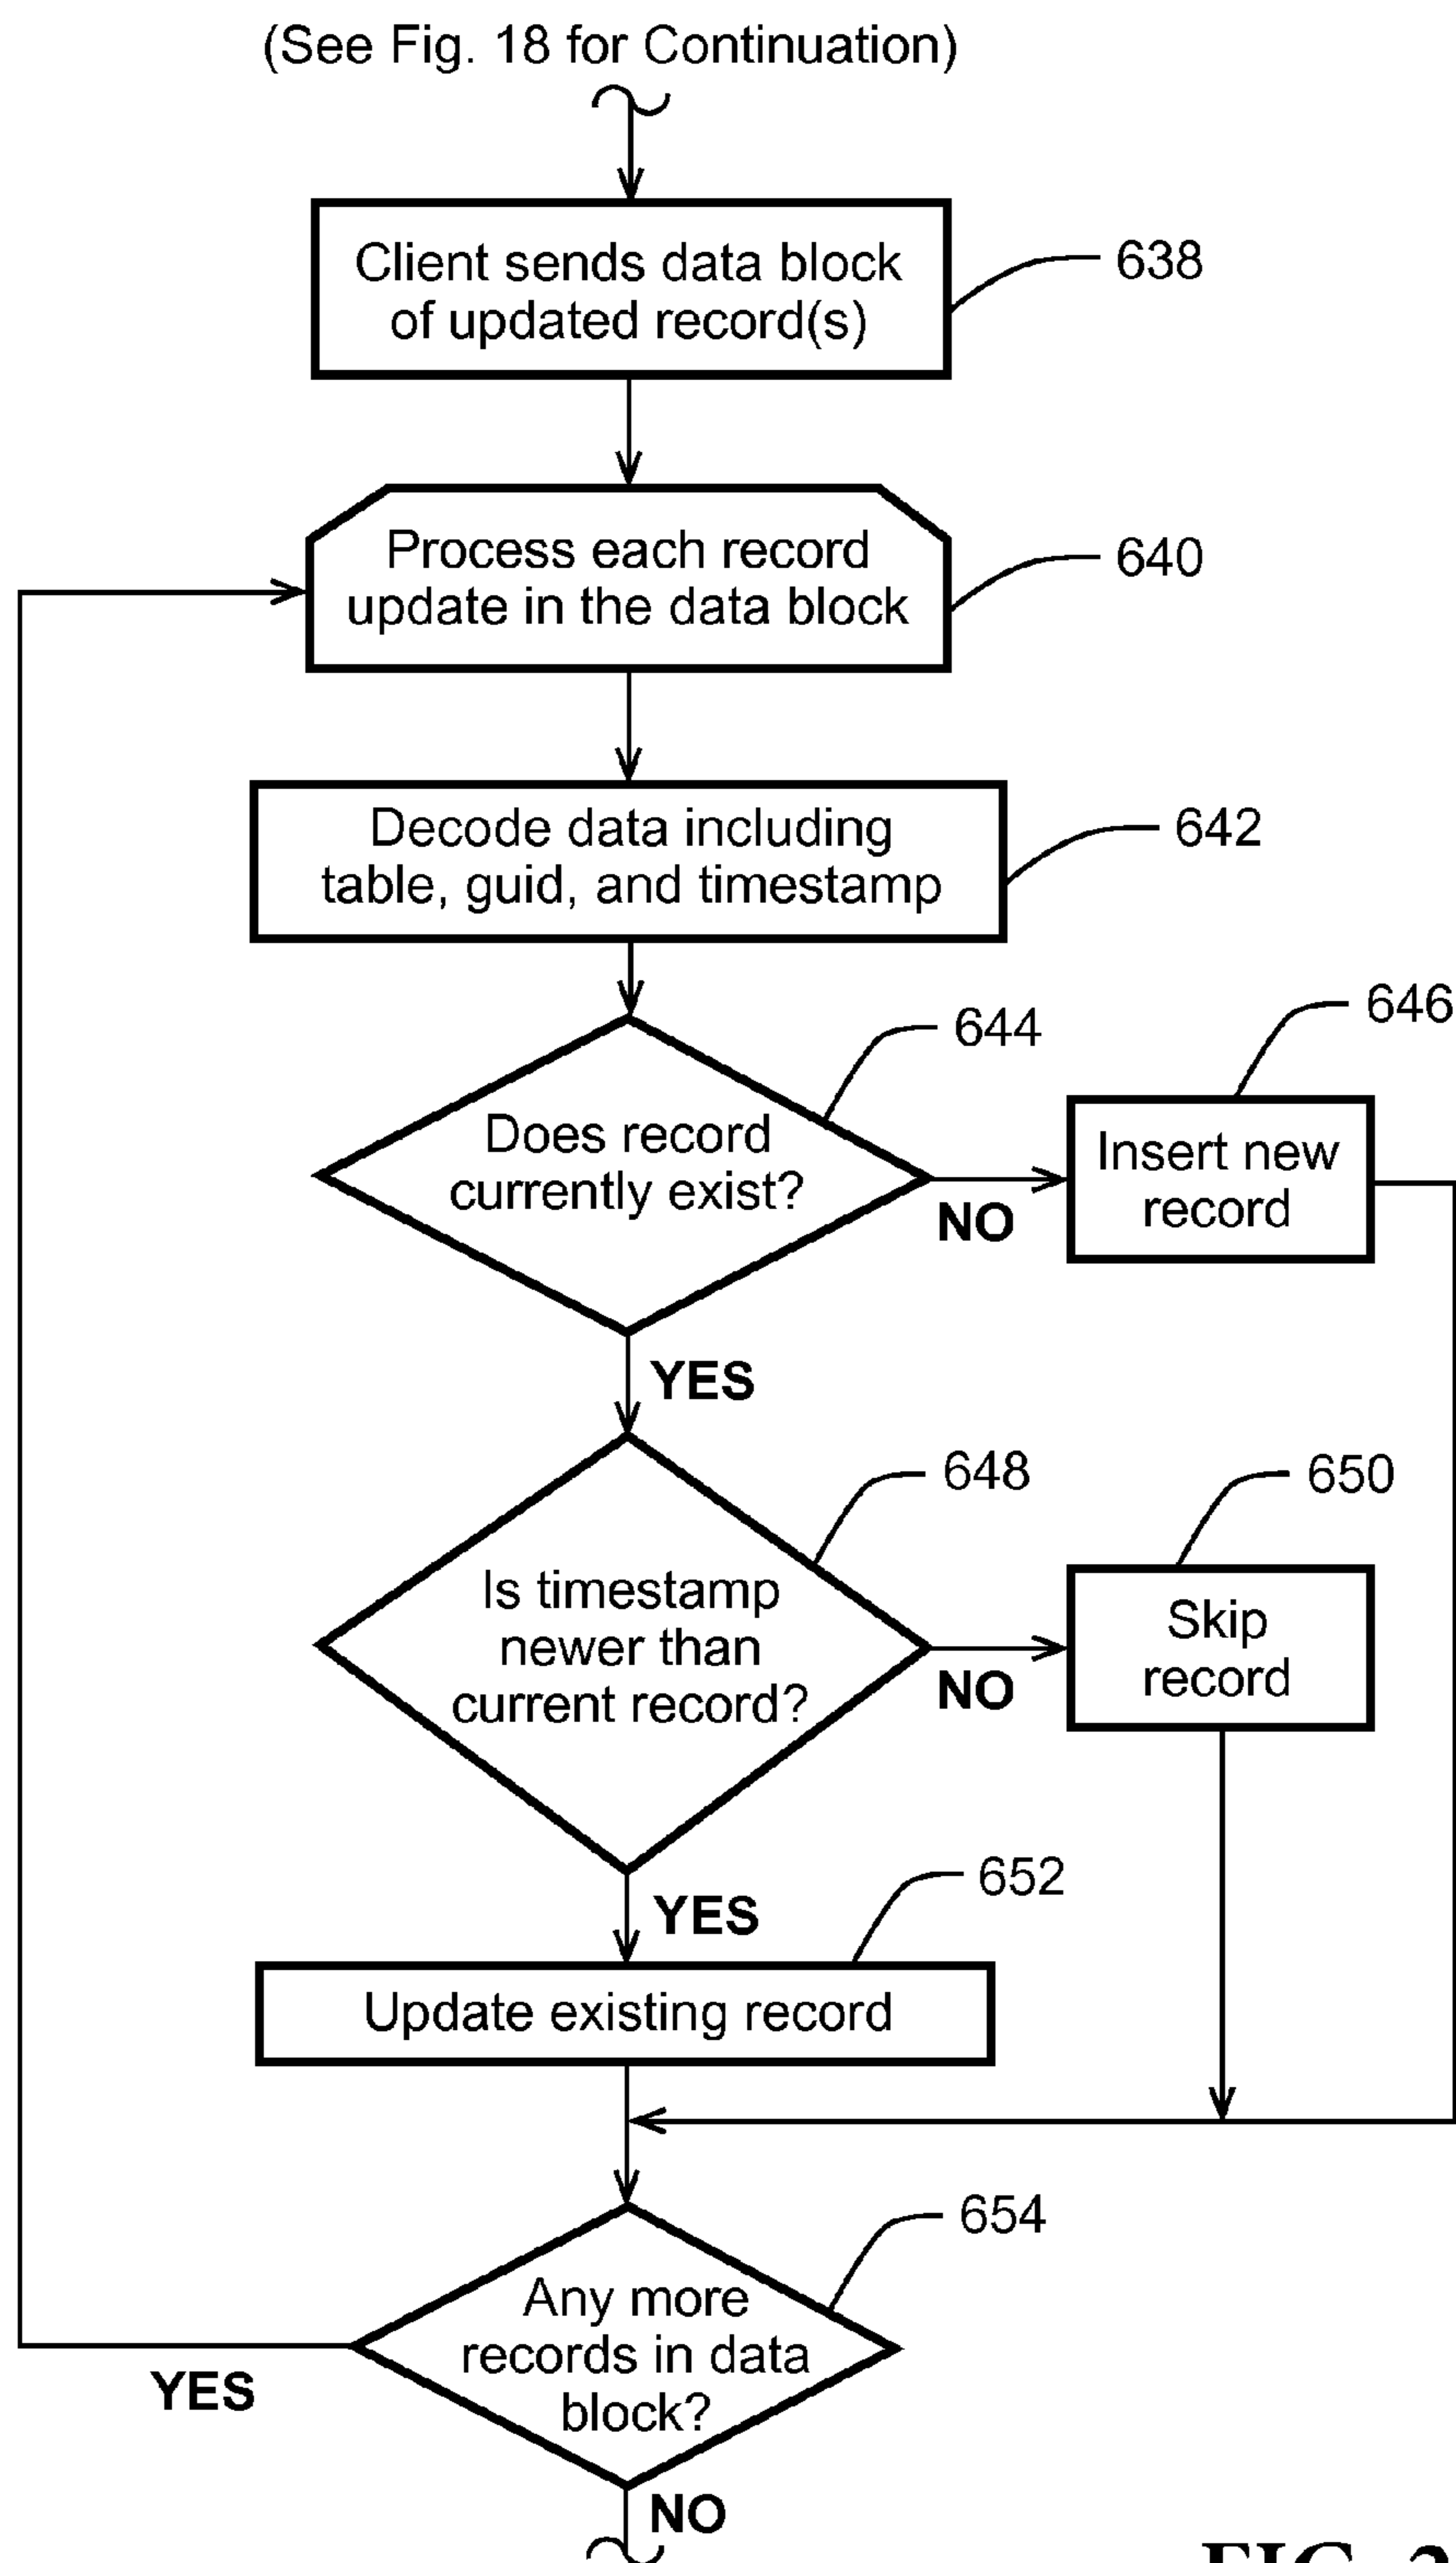 (See Fig. 18 for Continuation)
Client sends data block
of updated record(s)
638
Process each record
update in the data block
640
Decode data including
table, guid, and timestamp
642
644
646
Does record
currently exist?
NO
Insert new
record
YES
648
650
Is timestamp
newer than
current record?
NO
Skip
record
YES
652
Update existing record
654
Any more
records in data
block?
YES
NO
FIG.